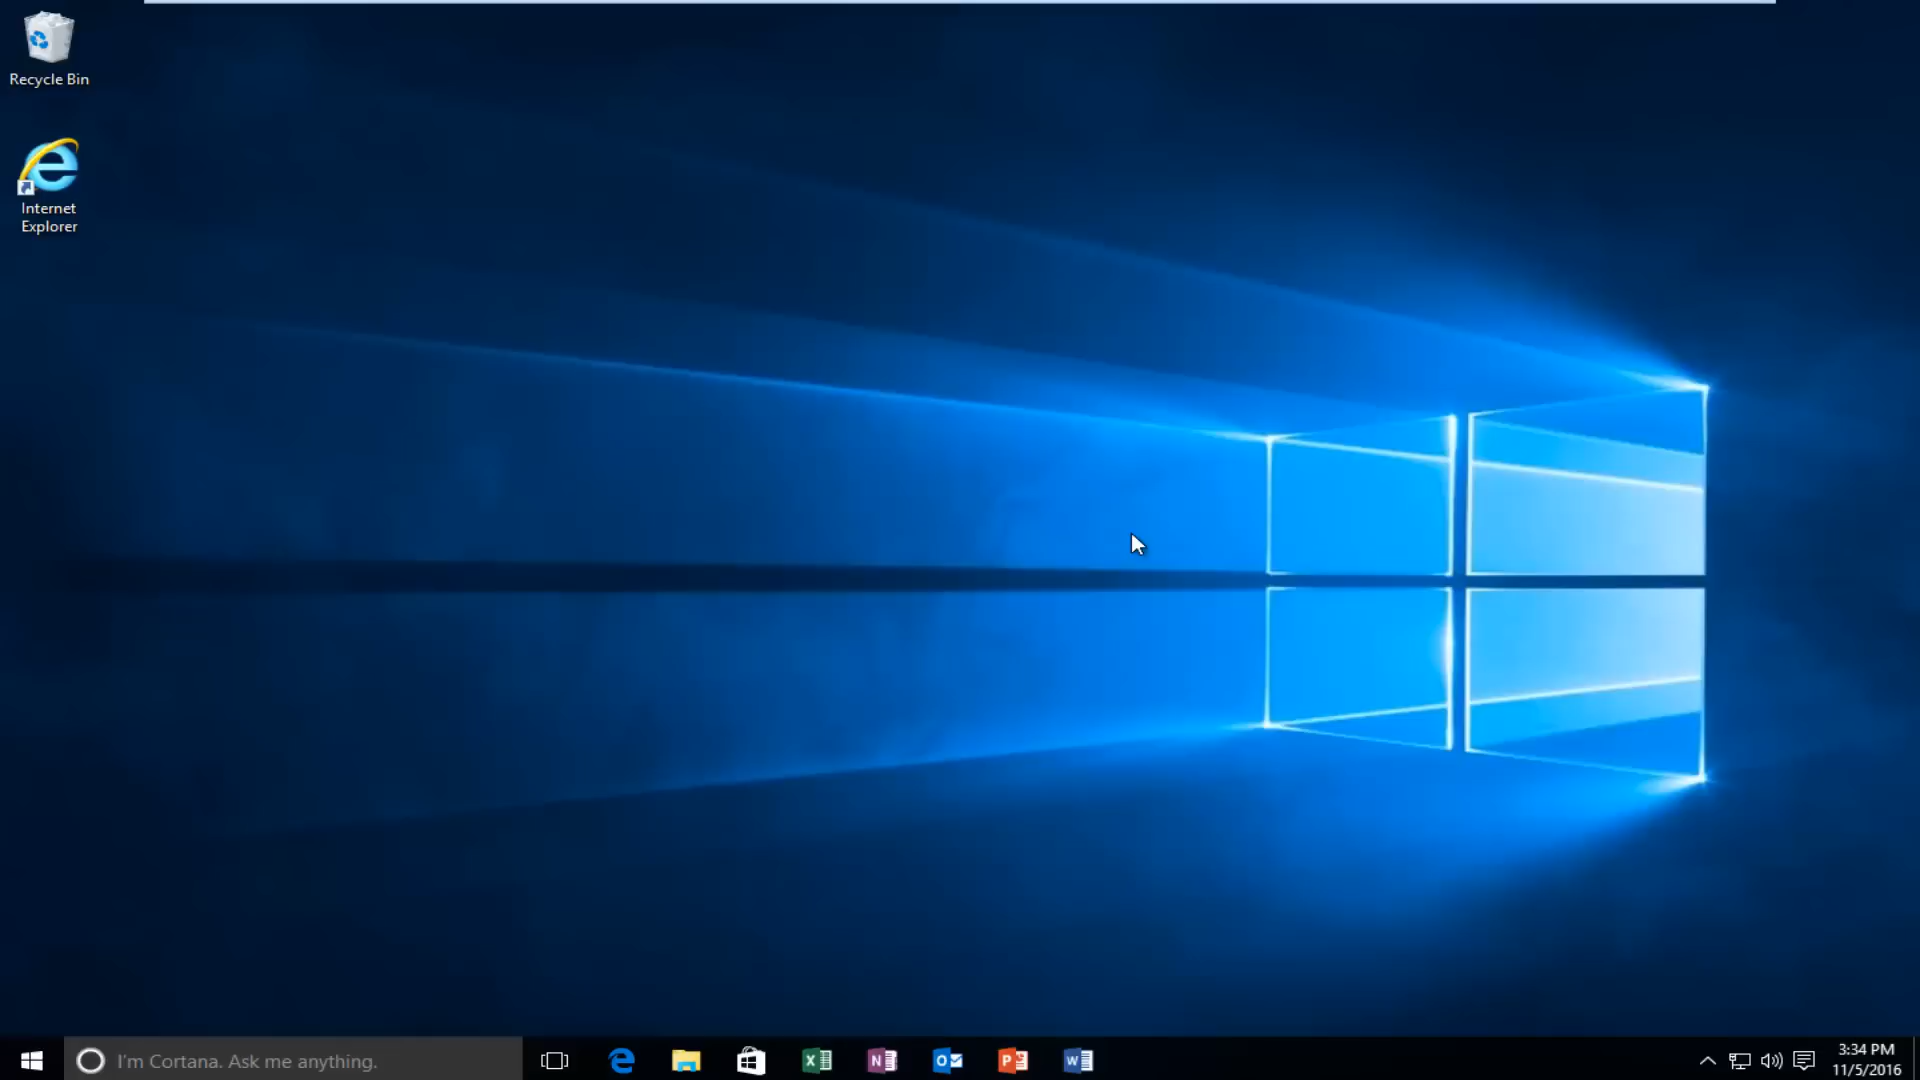 Recycle Bin
Internet
Explorer
I'm Cortana. Ask me anything.
3:34 PM
11/5/2016